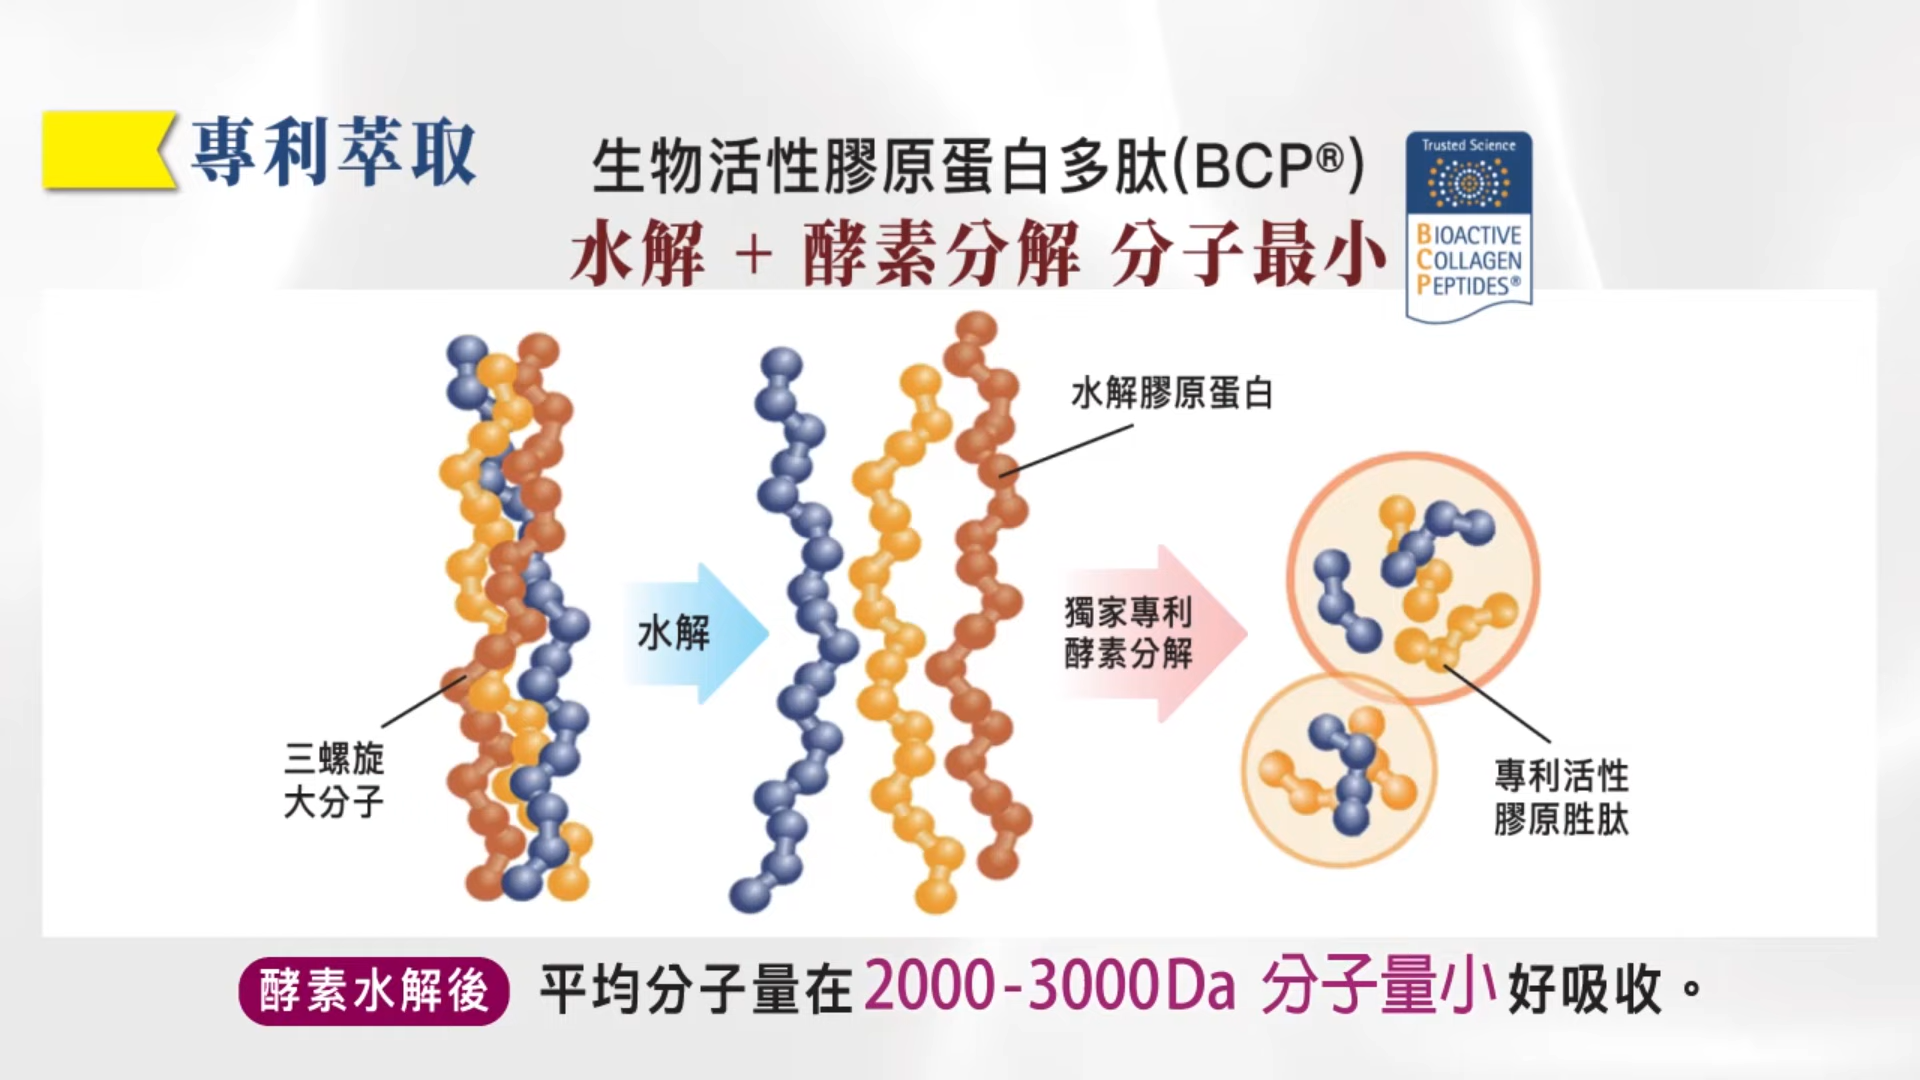 專利萃取
生物活性膠原蛋白多肽(BCP®)
水解 + 酵素分解 分子最小
Trusted Science
BIOACTIVE
COLLAGEN
PEPTIDES®
水解膠原蛋白
水解
獨家專利
酵素分解
三螺旋
大分子
專利活性
膠原胜肽
酵素水解後 平均分子量在2000-3000Da 分子量小好吸收。